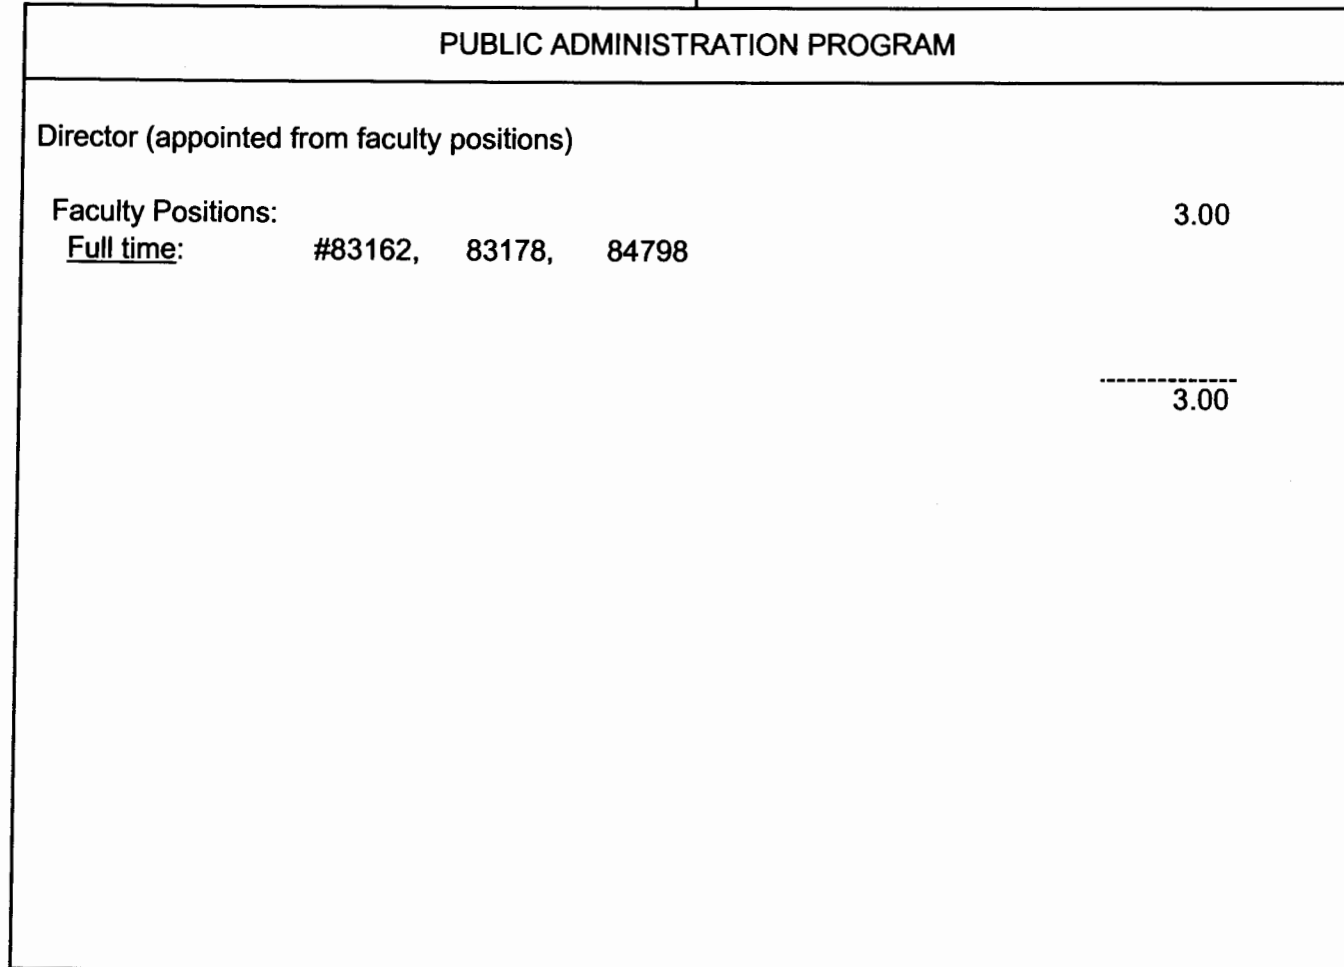 PUBLIC ADMINISTRATION PROGRAM
Director (appointed from faculty positions)
Faculty Positions: 3.00
Full time: #83162, 83178, 84798
3.00